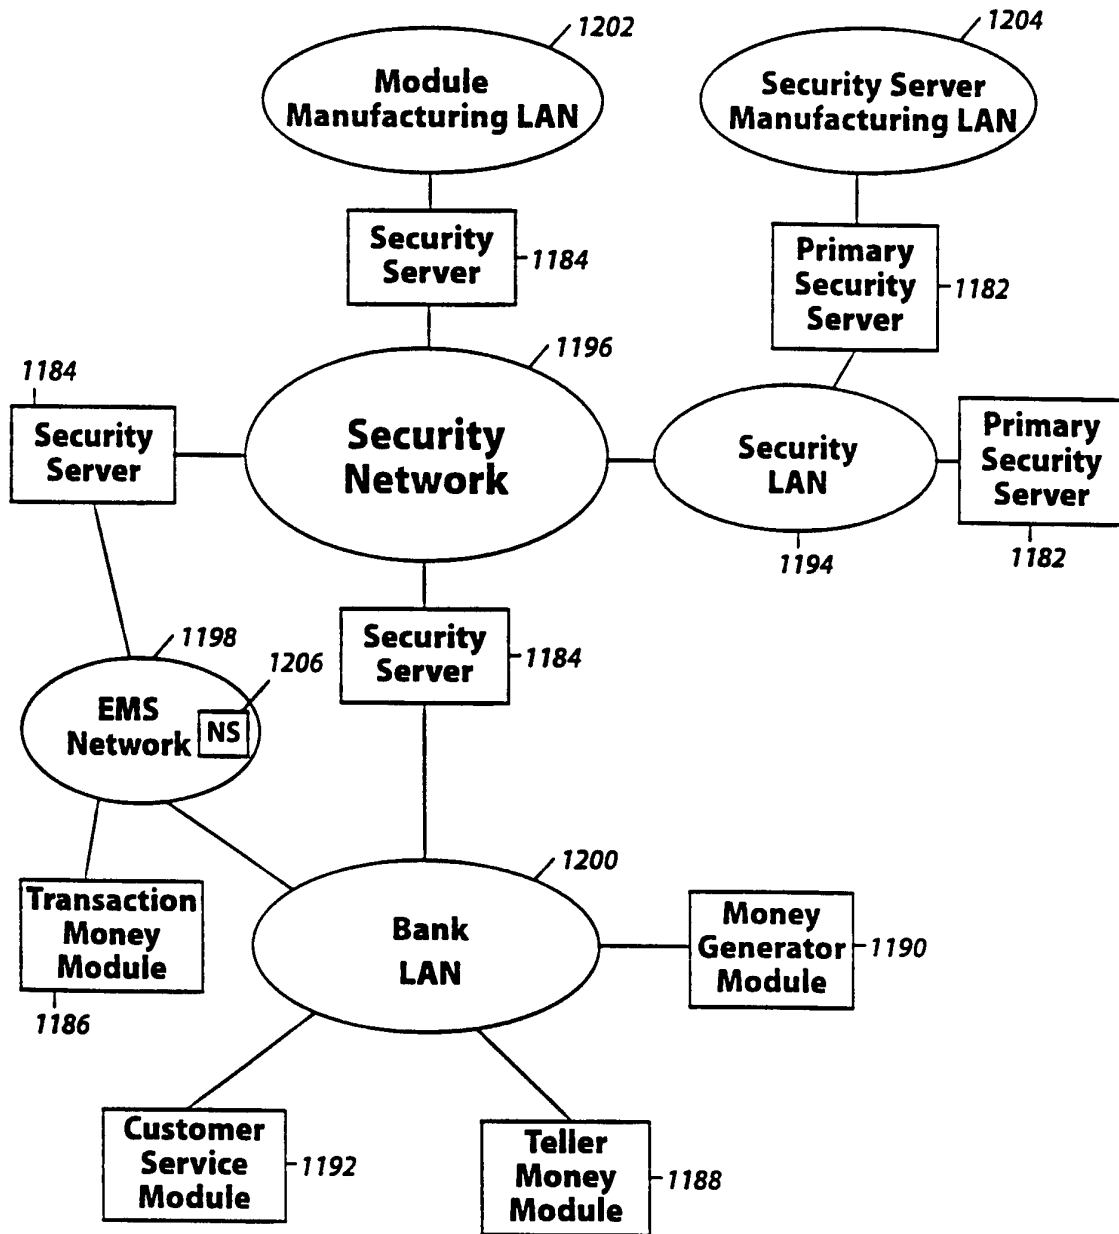 1202
Module
Manufacturing LAN
1204
Security Server
Manufacturing LAN
Security
Server
1184
Primary
Security
Server
1182
1196
Security
Network
1184
Security
Server
Security
LAN
1194
Primary
Security
Server
1182
Security
Server
1184
1198
1206
EMS
Network
NS
Transaction
Money
Module
1186
1200
Bank
LAN
Money
Generator
Module
1190
Customer
Service
Module
1192
Teller
Money
Module
1188